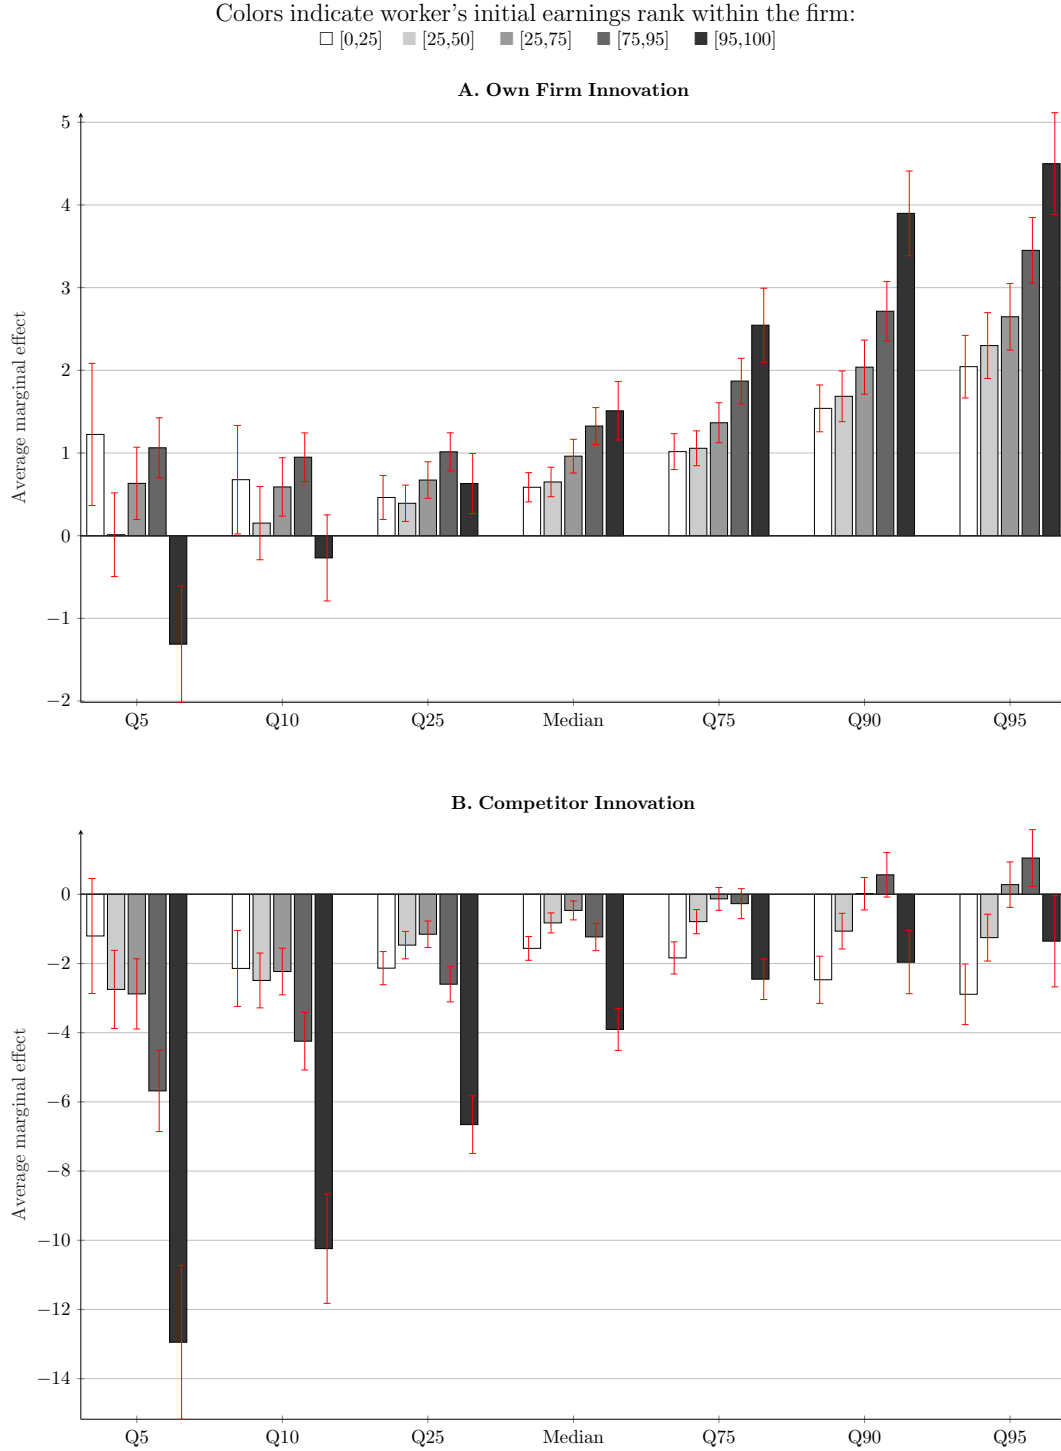 Colors indicate worker's initial earnings rank within the firm:
[0,25] [25,50] [25,75] [75,95] [95,100]
A. Own Firm Innovation
Average marginal effect
5
4
3
2
1
0
−1
−2
Q5 Q10 Q25 Median Q75 Q90 Q95
B. Competitor Innovation
Average marginal effect
0
−2
−4
−6
−8
−10
−12
−14
Q5 Q10 Q25 Median Q75 Q90 Q95